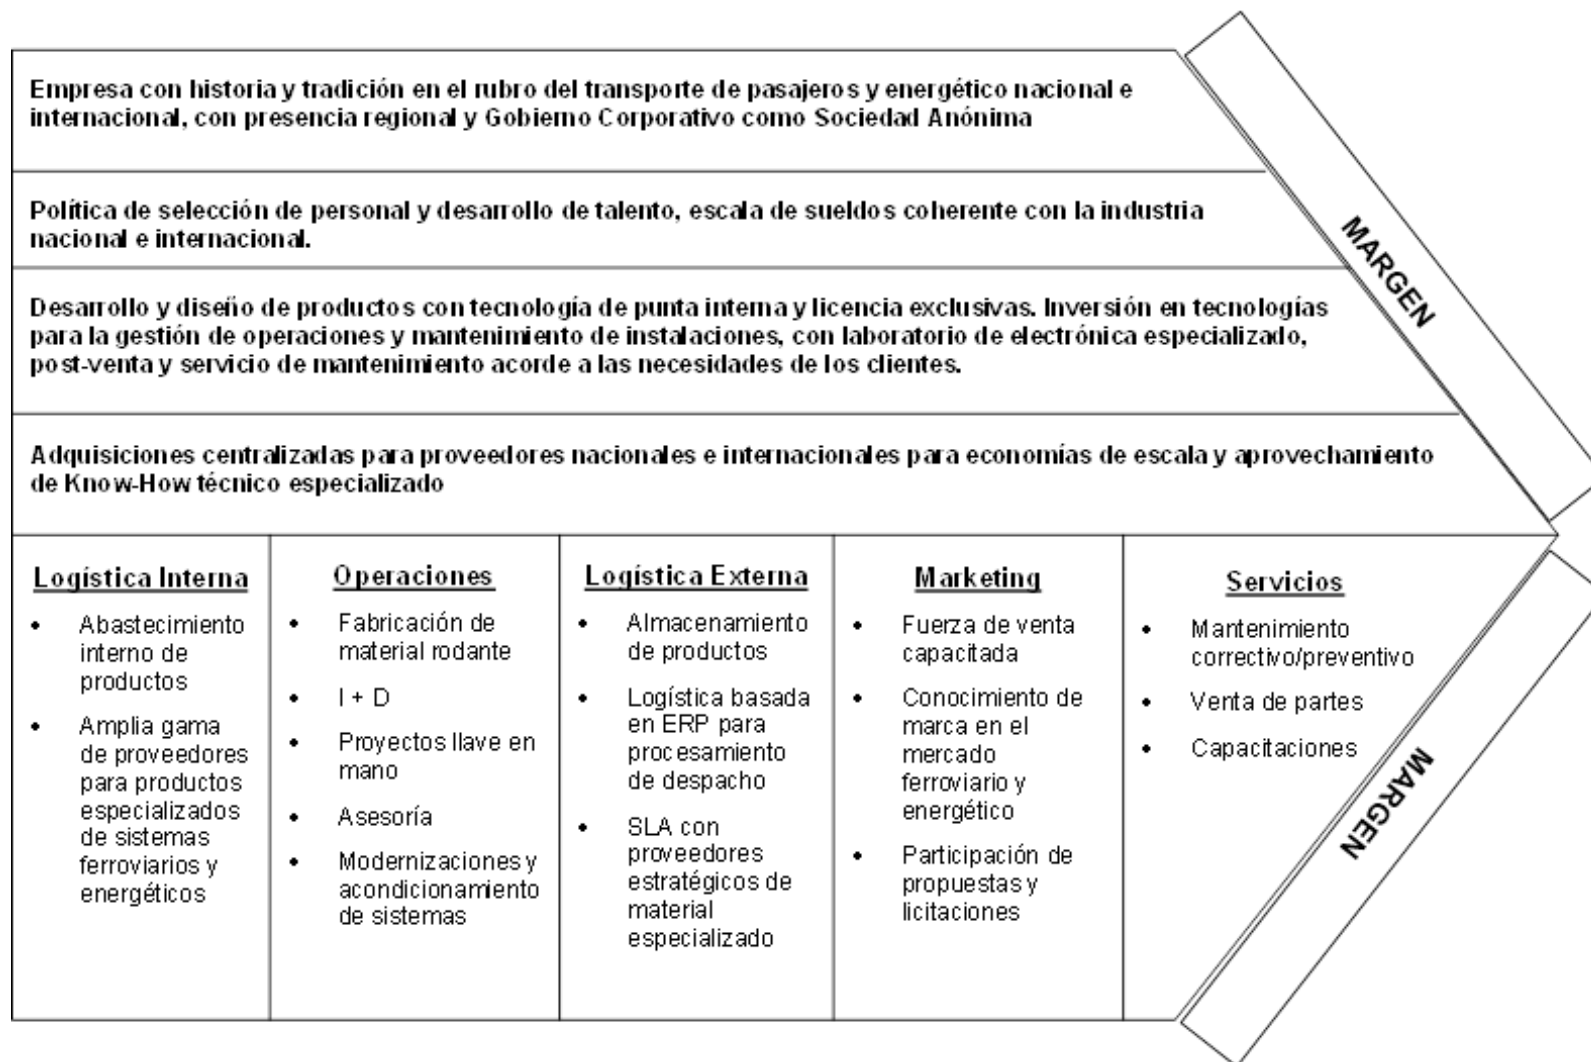 Empresa con historia y tradición en el rubro del transporte de pasajeros y energético nacional e
internacional, con presencia regional y Gobierno Corporativo como Sociedad Anónima
MARGEN
Política de selección de personal y desarrollo de talento, escala de sueldos coherente con la industria
nacional e internacional.
Desarrollo y diseño de productos con tecnología de punta interna y licencia exclusivas. Inversión en tecnologías
para la gestión de operaciones y mantenimiento de instalaciones, con laboratorio de electrónica especializado,
post-venta y servicio de mantenimiento acorde a las necesidades de los clientes.
Adquisiciones centralizadas para proveedores nacionales e internacionales para economías de escala y aprovechamiento
de Know-How técnico especializado
Logística Interna
• Abastecimiento
interno de
productos
• Amplia gama
de proveedores
para productos
especializados
de sistemas
ferroviarios y
energéticos
Operaciones
• Fabricación de
material rodante
• I + D
• Proyectos llave en
mano
• Asesoría
• Modernizaciones y
acondicionamiento
de sistemas
Logística Externa
• Almacenamiento
de productos
• Logística basada
en ERP para
procesamiento
de despacho
• SLA con
proveedores
estratégicos de
material
especializado
Marketing
• Fuerza de venta
capacitada
• Conocimiento de
marca en el
mercado
ferroviario y
energético
• Participación de
propuestas y
licitaciones
Servicios
• Mantenimiento
correctivo/preventivo
• Venta de partes
• Capacitaciones
MARGEN